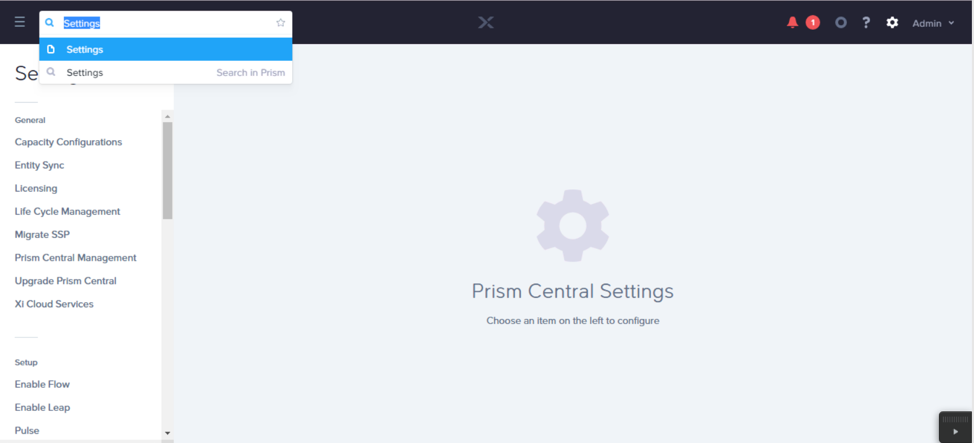 Settings
1
?
Admin
Settings
Settings Search in Prism
General
Capacity Configurations
Entity Sync
Licensing
Life Cycle Management
Migrate SSP
Prism Central Management
Upgrade Prism Central
Xi Cloud Services
Setup
Enable Flow
Enable Leap
Pulse
Prism Central Settings
Choose an item on the left to configure